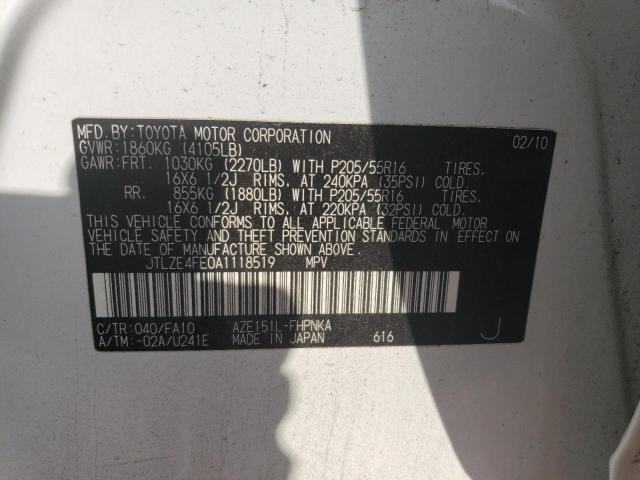 MFD. BY: TOYOTA MOTOR CORPORATION 02/10
GVWR: 1860KG (4105LB)
GAWR: FRT. 1030KG (2270LB) WITH P205/55R16 TIRES.
16X6 1/2J RIMS. AT 240KPA (35PSI) COLD.
RR. 855KG (1880LB) WITH P205/55R16 TIRES.
16X6 1/2J RIMS. AT 220KPA (32PSI) COLD.
THIS VEHICLE CONFORMS TO ALL APPLICABLE FEDERAL MOTOR
VEHICLE SAFETY AND THEFT PREVENTION STANDARDS IN EFFECT
ON THE DATE OF MANUFACTURE SHOWN ABOVE.
JTLZE4FE0A1118519 MPV
C/TR: 040/FA10 AZE151L-FHPNKA
A/TM: -02A/U241E MADE IN JAPAN 616 J